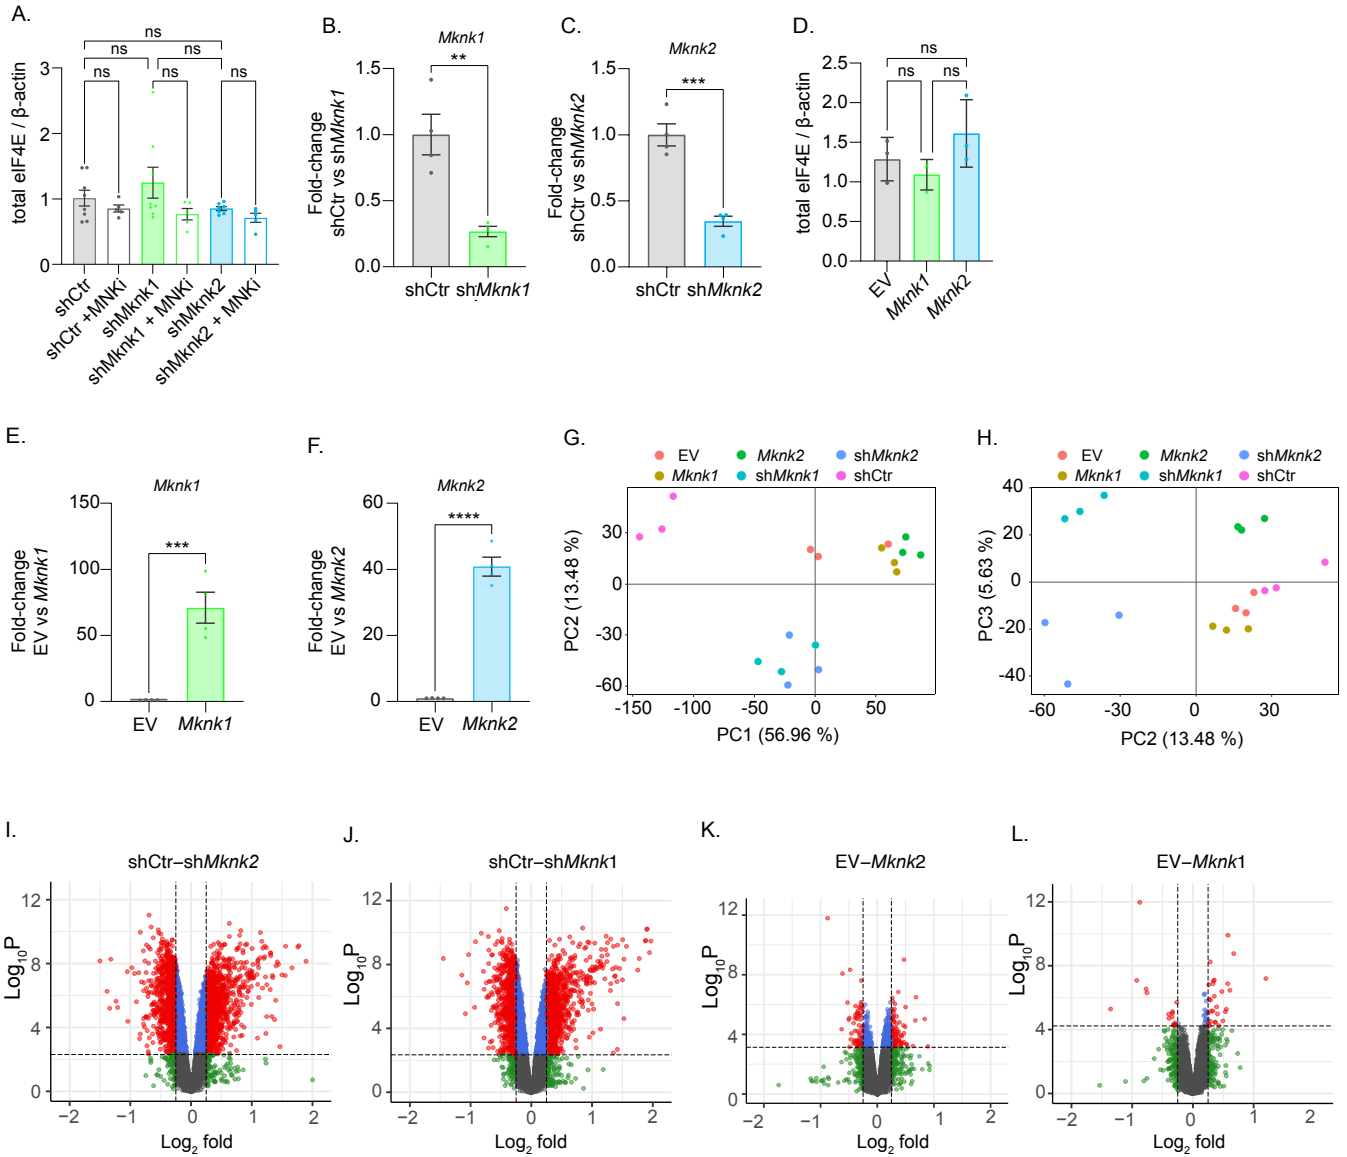 A.
ns
ns
ns
ns
ns
ns
total eIF4E / β-actin
3
2
1
0
shCtr
shCtr +MNKi
shMknk1
shMknk1 + MNKi
shMknk2
shMknk2 + MNKi
B.
Mknk1
**
Fold-change
shCtr vs shMknk1
1.5
1.0
0.5
0.0
shCtr
shMknk1
C.
Mknk2
***
Fold-change
shCtr vs shMknk2
1.5
1.0
0.5
0.0
shCtr
shMknk2
D.
ns
ns
ns
total eIF4E / β-actin
2.5
2.0
1.5
1.0
0.5
0.0
EV
Mknk1
Mknk2
E.
Mknk1
***
Fold-change
EV vs Mknk1
150
100
50
0
EV
Mknk1
F.
Mknk2
****
Fold-change
EV vs Mknk2
60
40
20
0
EV
Mknk2
G.
EV
Mknk2
shMknk2
Mknk1
shMknk1
shCtr
PC2 (13.48 %)
30
0
-30
-60
-150
-100
-50
0
50
PC1 (56.96 %)
H.
EV
Mknk2
shMknk2
Mknk1
shMknk1
shCtr
PC3 (5.63 %)
40
20
0
-20
-40
-60
-30
0
30
PC2 (13.48 %)
I.
shCtr–shMknk2
Log10P
12
8
4
0
−2
−1
0
1
2
Log2 fold
J.
shCtr–shMknk1
Log10P
12
8
4
0
−2
−1
0
1
2
Log2 fold
K.
EV–Mknk2
Log10P
12
8
4
0
−2
−1
0
1
2
Log2 fold
L.
EV–Mknk1
Log10P
12
8
4
0
−2
−1
0
1
2
Log2 fold